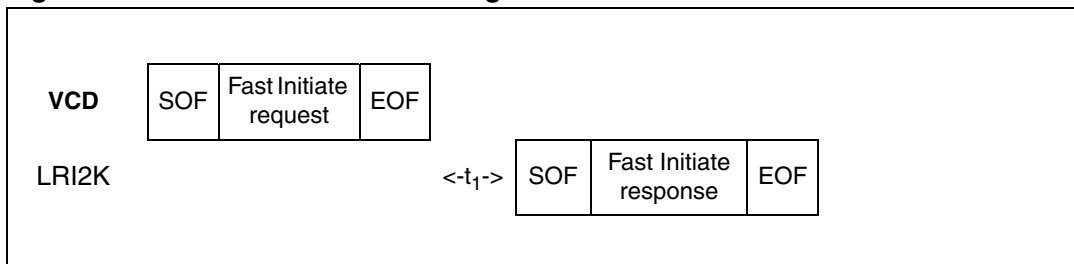 VCD SOF Fast Initiate request EOF
LRI2K <-t1-> SOF Fast Initiate response EOF